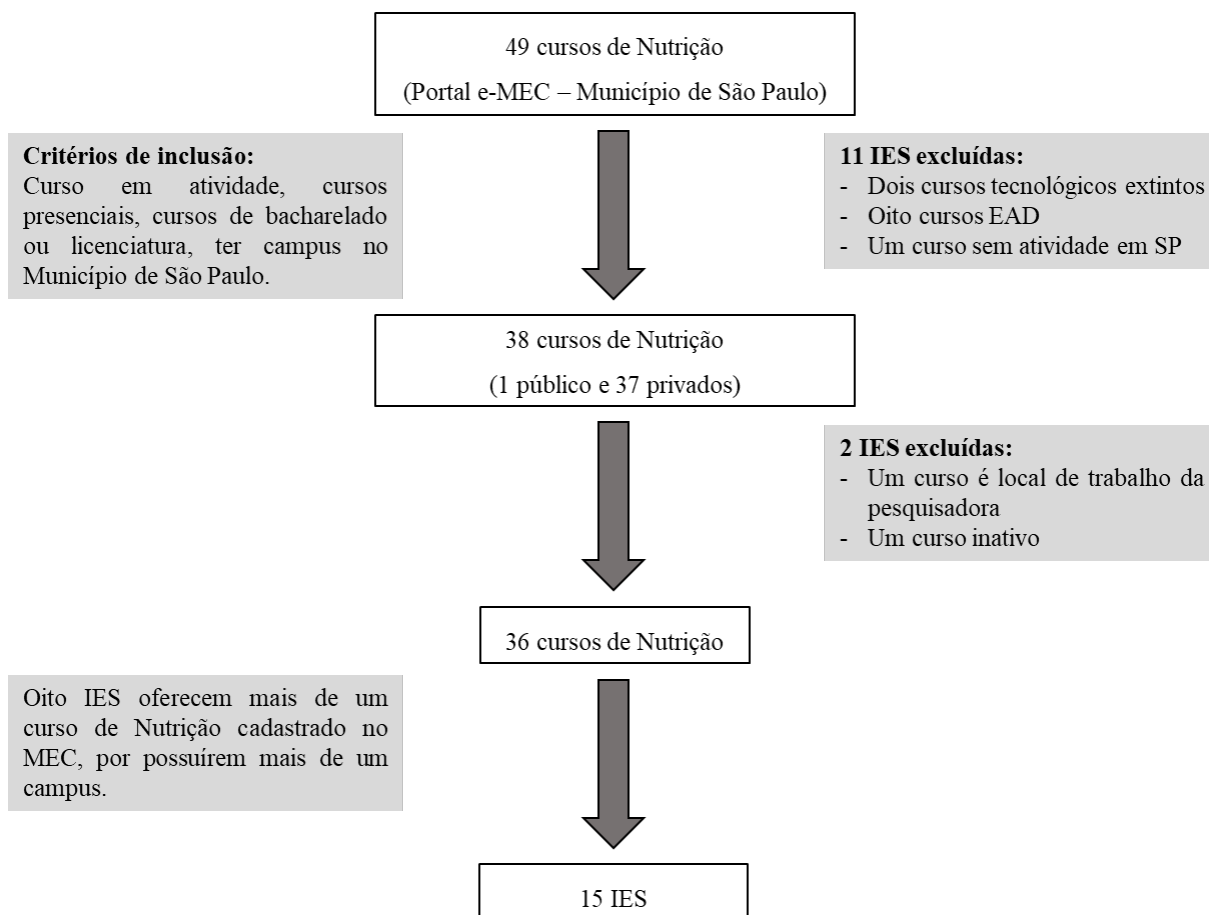 49 cursos de Nutrição
(Portal e-MEC – Município de São Paulo)
Critérios de inclusão:
Curso em atividade, cursos
presenciais, cursos de bacharelado
ou licenciatura, ter campus no
Município de São Paulo.
11 IES excluídas:
- Dois cursos tecnológicos extintos
- Oito cursos EAD
- Um curso sem atividade em SP
38 cursos de Nutrição
(1 público e 37 privados)
2 IES excluídas:
- Um curso é local de trabalho da
pesquisadora
- Um curso inativo
36 cursos de Nutrição
Oito IES oferecem mais de um
curso de Nutrição cadastrado no
MEC, por possuírem mais de um
campus.
15 IES